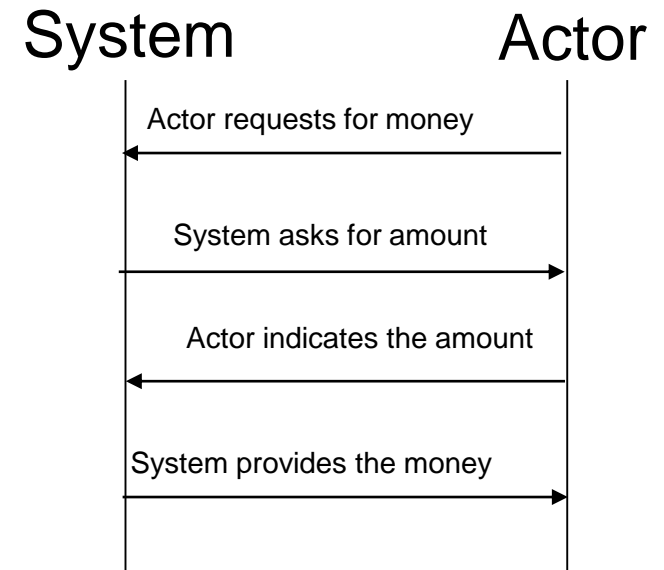 System
Actor
Actor requests for money
System asks for amount
Actor indicates the amount
System provides the money